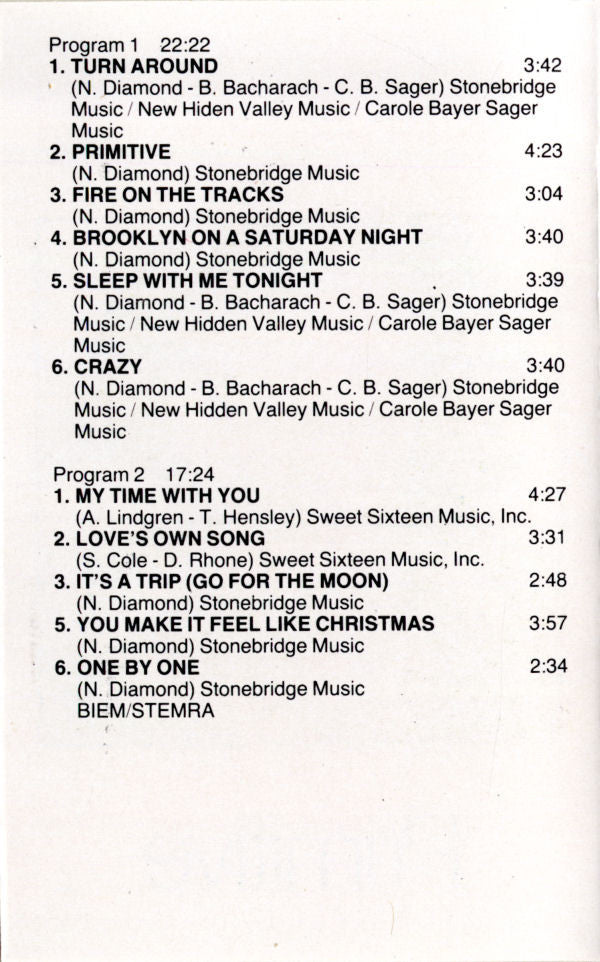 Program 1 22:22
1. TURN AROUND 3:42
(N. Diamond - B. Bacharach - C. B. Sager) Stonebridge
Music / New Hiden Valley Music / Carole Bayer Sager
Music
2. PRIMITIVE 4:23
(N. Diamond) Stonebridge Music
3. FIRE ON THE TRACKS 3:04
(N. Diamond) Stonebridge Music
4. BROOKLYN ON A SATURDAY NIGHT 3:40
(N. Diamond) Stonebridge Music
5. SLEEP WITH ME TONIGHT 3:39
(N. Diamond - B. Bacharach - C. B. Sager) Stonebridge
Music / New Hidden Valley Music / Carole Bayer Sager
Music
6. CRAZY 3:40
(N. Diamond - B. Bacharach - C. B. Sager) Stonebridge
Music / New Hidden Valley Music / Carole Bayer Sager
Music
Program 2 17:24
1. MY TIME WITH YOU 4:27
(A. Lindgren - T. Hensley) Sweet Sixteen Music, Inc.
2. LOVE'S OWN SONG 3:31
(S. Cole - D. Rhone) Sweet Sixteen Music, Inc.
3. IT'S A TRIP (GO FOR THE MOON) 2:48
(N. Diamond) Stonebridge Music
5. YOU MAKE IT FEEL LIKE CHRISTMAS 3:57
(N. Diamond) Stonebridge Music
6. ONE BY ONE 2:34
(N. Diamond) Stonebridge Music
BIEM/STEMRA